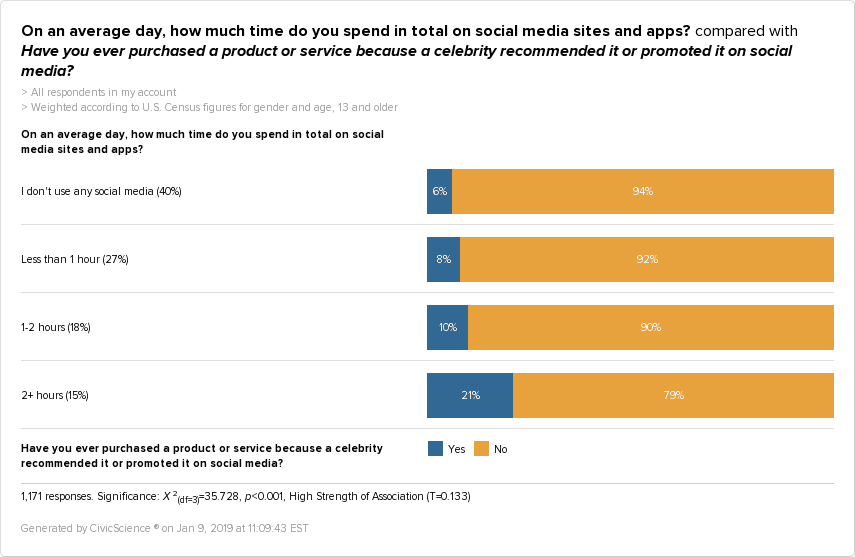 On an average day, how much time do you spend in total on social media sites and apps? compared with
Have you ever purchased a product or service because a celebrity recommended it or promoted it on social
media?
> All respondents in my account
> Weighted according to U.S. Census figures for gender and age, 13 and older
On an average day, how much time do you spend in total on social
media sites and apps?
I don't use any social media (40%)
6%
94%
Less than 1 hour (27%)
8%
92%
1-2 hours (18%)
10%
90%
2+ hours (15%)
21%
79%
Have you ever purchased a product or service because a celebrity
recommended it or promoted it on social media?
Yes
No
1,171 responses. Significance: X ²(df=3)=35.728, p<0.001, High Strength of Association (T=0.133)
Generated by CivicScience ® on Jan 9, 2019 at 11:09:43 EST